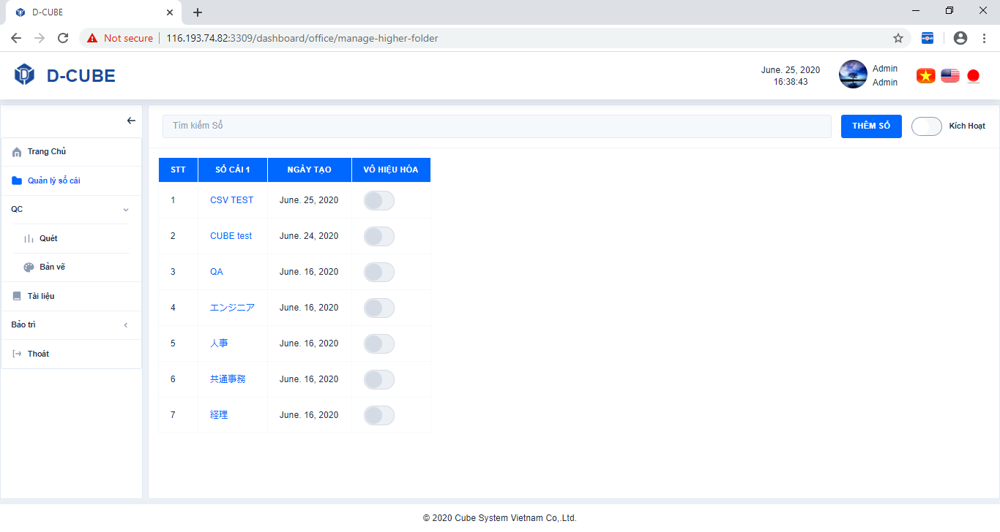 D-CUBE
Not secure 116.193.74.82:3309/dashboard/office/manage-higher-folder
D-CUBE
June. 25, 2020
16:38:43
Admin
Admin
Tìm kiếm Sổ
THÊM SỔ
Kích Hoạt
Trang Chủ
Quản lý sổ cái
QC
Quét
Bản vẽ
Tài liệu
Bảo trì
Thoát
STT SỔ CÁI 1 NGÀY TẠO VÔ HIỆU HÓA
1 CSV TEST June. 25, 2020
2 CUBE test June. 24, 2020
3 QA June. 16, 2020
4 エンジニア June. 16, 2020
5 人事 June. 16, 2020
6 共通事務 June. 16, 2020
7 経理 June. 16, 2020
© 2020 Cube System Vietnam Co,.Ltd.